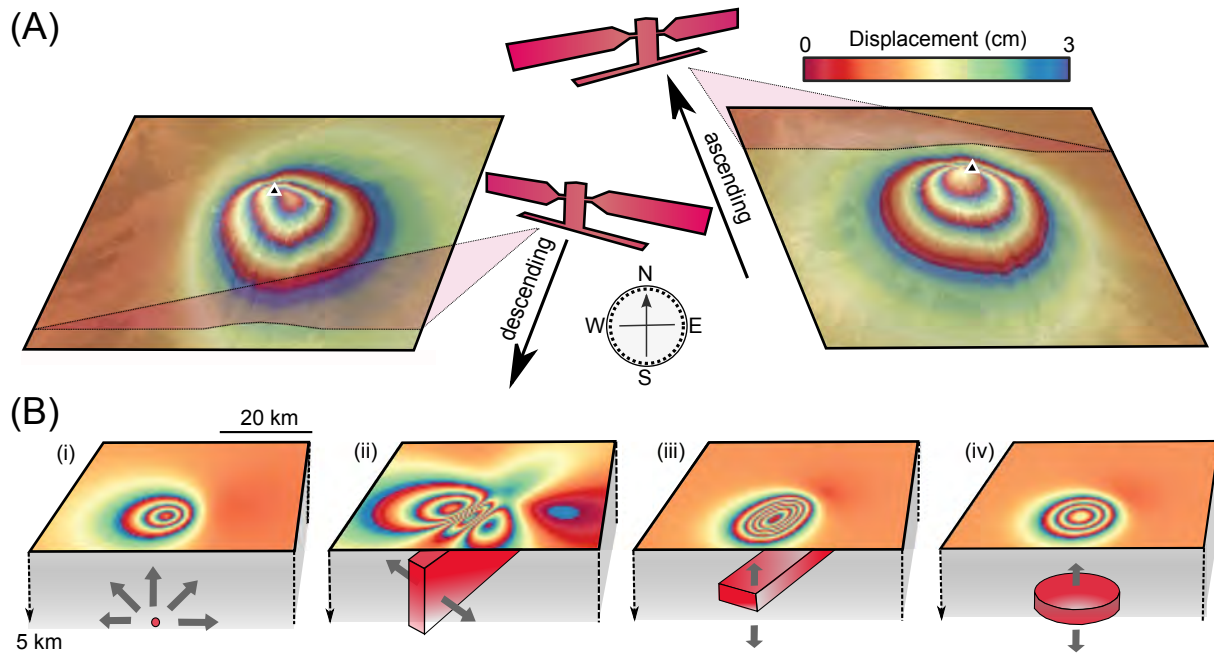 (A)
Displacement (cm)
0
3
ascending
descending
N
W
E
S
(B)
20 km
(i)
(ii)
(iii)
(iv)
5 km